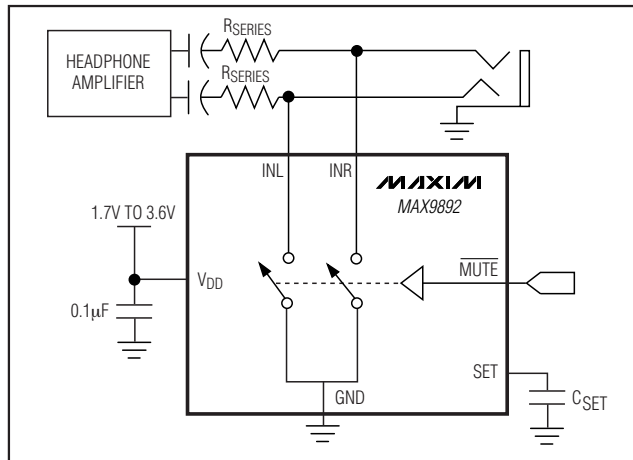 RSERIES
HEADPHONE
AMPLIFIER
RSERIES
INL
INR
MAXIM
MAX9892
1.7V TO 3.6V
VDD
MUTE
0.1μF
SET
GND
CSET